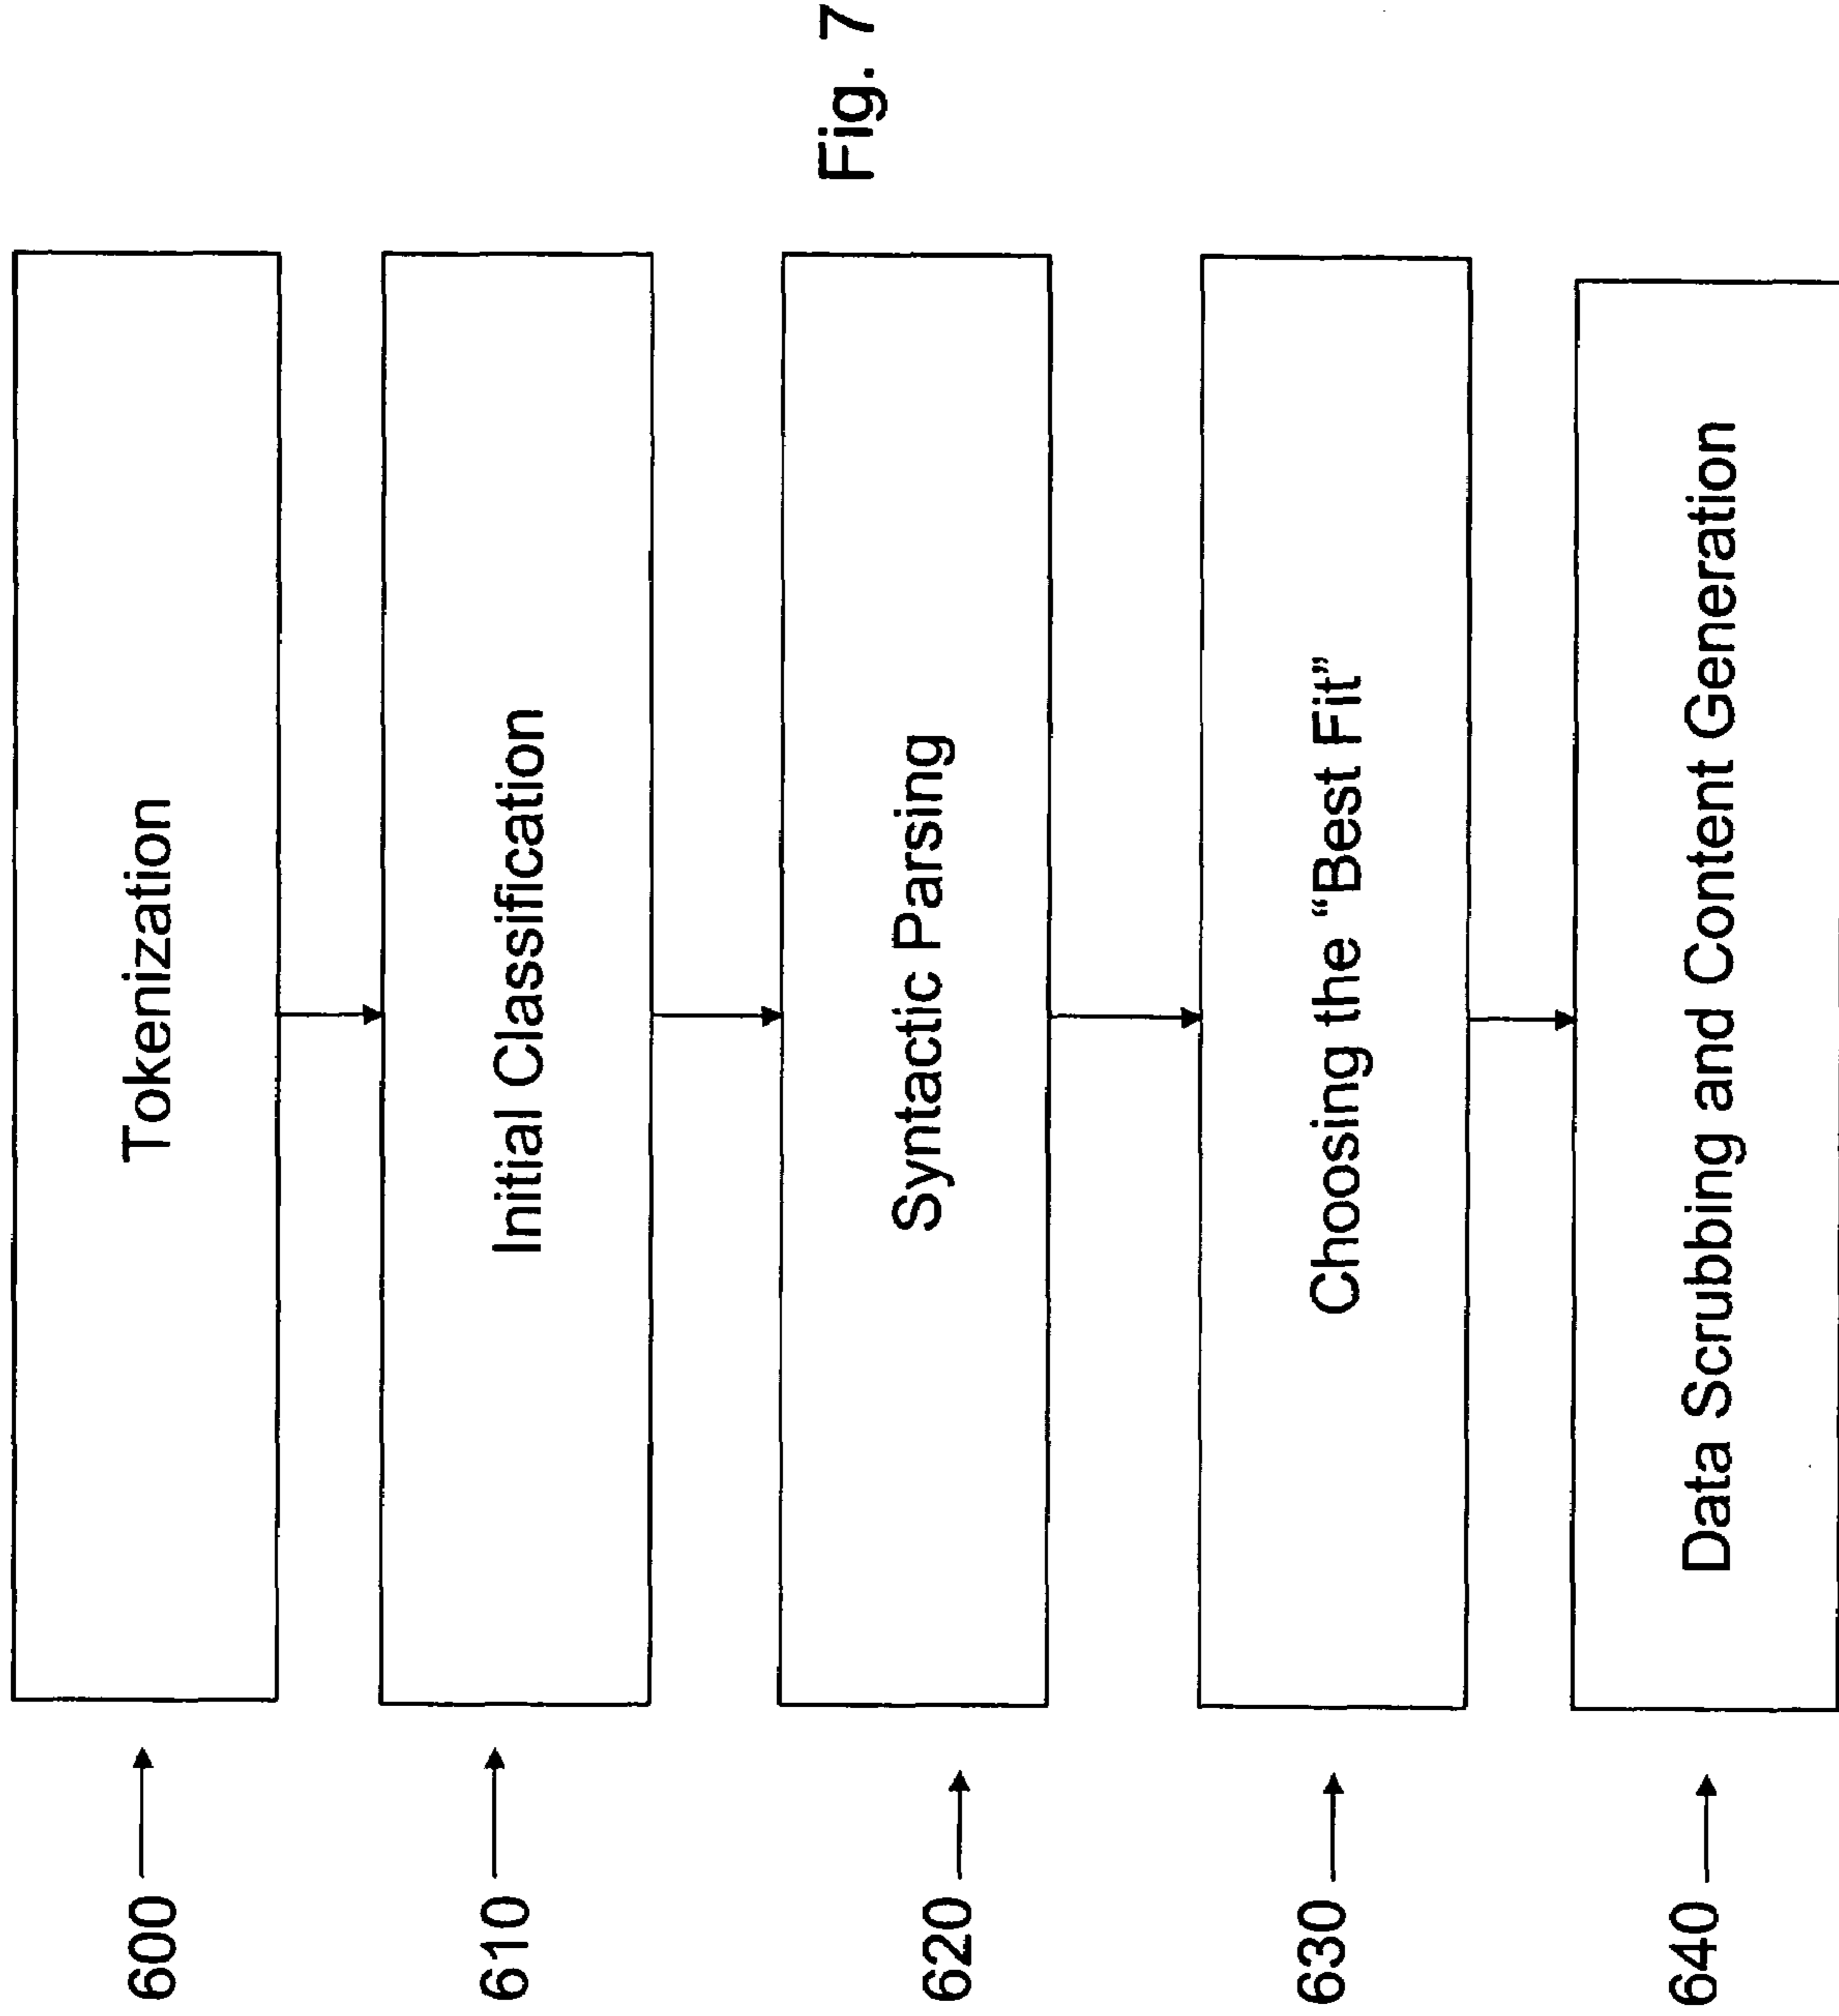 600
Tokenization
610
Initial Classification
620
Syntactic Parsing
630
Choosing the “Best Fit”
640
Data Scrubbing and Content Generation
Fig. 7